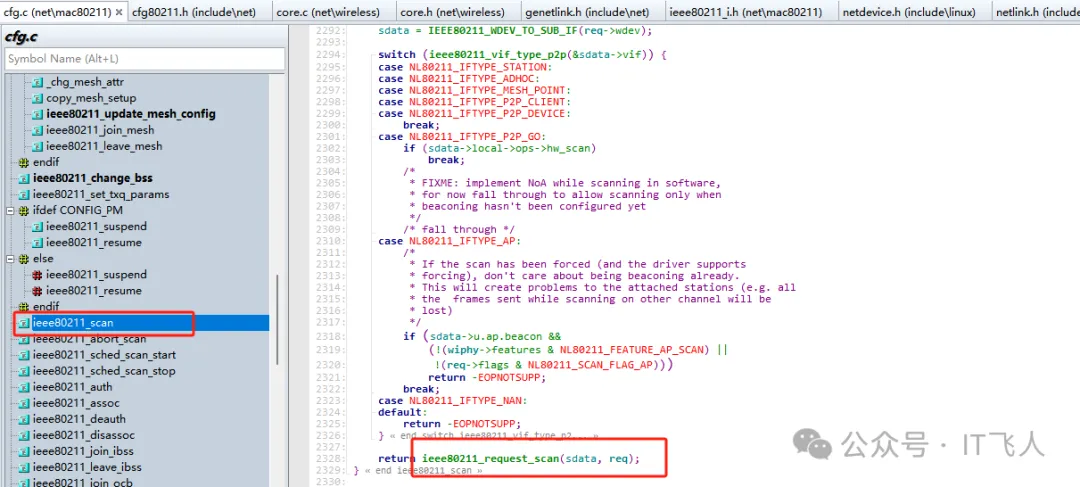 cfg.c (net\mac80211) × cfg80211.h (include\net) core.c (net\wireless) core.h (net\wireless) genetlink.h (include\net) ieee80211_i.h (net\mac80211) netdevice.h (include\linux) netlink.h (include
cfg.c
Symbol Name (Alt+L)
_chg_mesh_attr
copy_mesh_setup
ieee80211_update_mesh_config
ieee80211_join_mesh
ieee80211_leave_mesh
endif
ieee80211_change_bss
ieee80211_set_txq_params
ifdef CONFIG_PM
ieee80211_suspend
ieee80211_resume
else
ieee80211_suspend
ieee80211_resume
endif
ieee80211_scan
ieee80211_abort_scan
ieee80211_sched_scan_start
ieee80211_sched_scan_stop
ieee80211_auth
ieee80211_assoc
ieee80211_deauth
ieee80211_disassoc
ieee80211_join_ibss
ieee80211_leave_ibss
ieee80211_join_ocb
2292: sdata = IEEE80211_WDEV_TO_SUB_IF(req->wdev);
2293:
2294: switch (ieee80211_vif_type_p2p(&sdata->vif)) {
2295: case NL80211_IFTYPE_STATION:
2296: case NL80211_IFTYPE_ADHOC:
2297: case NL80211_IFTYPE_MESH_POINT:
2298: case NL80211_IFTYPE_P2P_CLIENT:
2299: case NL80211_IFTYPE_P2P_DEVICE:
2300: break;
2301: case NL80211_IFTYPE_P2P_GO:
2302: if (sdata->local->ops->hw_scan)
2303: break;
2304: /*
2305: * FIXME: implement NoA while scanning in software,
2306: * for now fall through to allow scanning only when
2307: * beaconing hasn't been configured yet
2308: */
2309: /* fall through */
2310: case NL80211_IFTYPE_AP:
2311: /*
2312: * If the scan has been forced (and the driver supports
2313: * forcing), don't care about being beaconing already.
2314: * This will create problems to the attached stations (e.g. all
2315: * the  frames sent while scanning on other channel will be
2316: * lost)
2317: */
2318: if (sdata->u.ap.beacon &&
2319: (!(wiphy->features & NL80211_FEATURE_AP_SCAN) ||
2320: !(req->flags & NL80211_SCAN_FLAG_AP)))
2321: return -EOPNOTSUPP;
2322: break;
2323: case NL80211_IFTYPE_NAN:
2324: default:
2325: return -EOPNOTSUPP;
2326: } « end switch ieee80211_vif_type_p2... »
2327:
2328: return ieee80211_request_scan(sdata, req);
2329: } « end ieee80211_scan »
2330:
公众号 · IT飞人